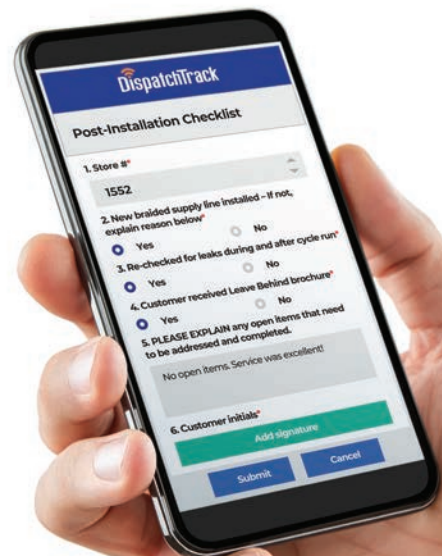 DispatchTrack
Post-Installation Checklist
1. Store #*
1552
2. New braided supply line installed – If not,
explain reason below*
Yes No
3. Re-checked for leaks during and after cycle run*
Yes No
4. Customer received Leave Behind brochure*
Yes No
5. PLEASE EXPLAIN any open items that need
to be addressed and completed.
No open items. Service was excellent!
6. Customer initials*
Add signature
Submit Cancel